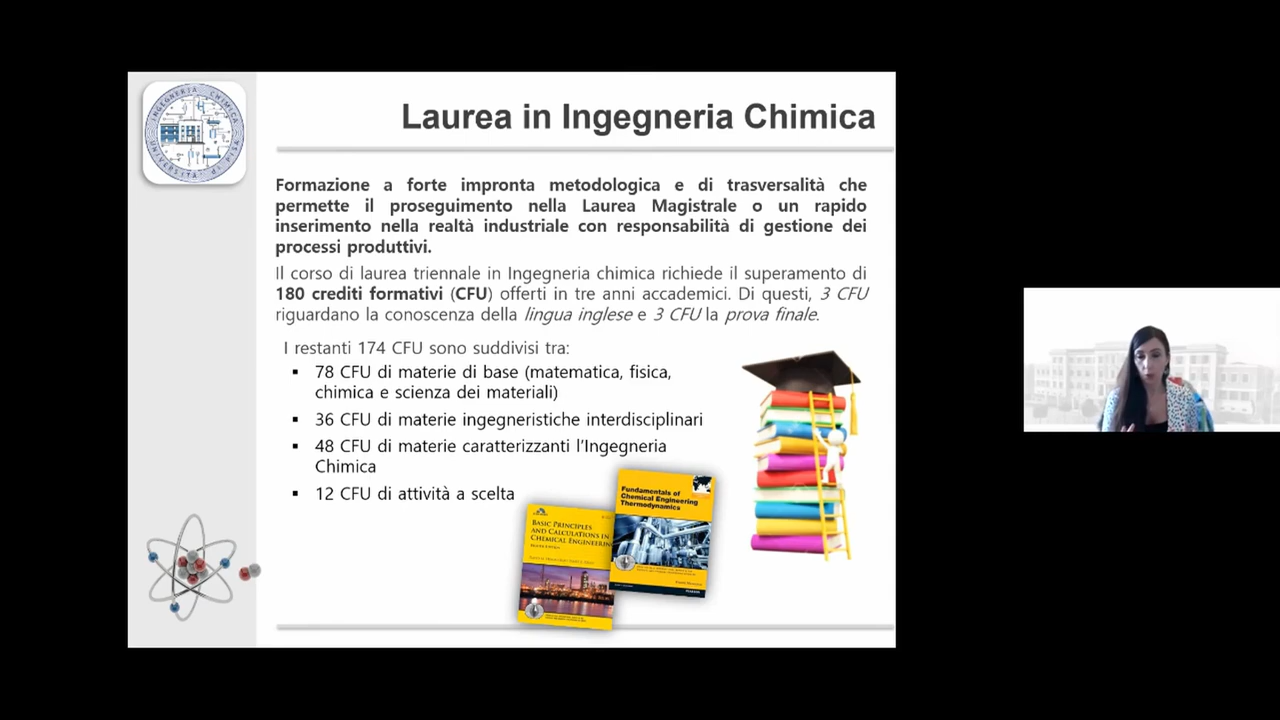 INGEGNERIA CHIMICA
UNIVERSITÀ di PISA
Laurea in Ingegneria Chimica
Formazione a forte impronta metodologica e di trasversalità che
permette il proseguimento nella Laurea Magistrale o un rapido
inserimento nella realtà industriale con responsabilità di gestione dei
processi produttivi.
Il corso di laurea triennale in Ingegneria chimica richiede il superamento di
180 crediti formativi (CFU) offerti in tre anni accademici. Di questi, 3 CFU
riguardano la conoscenza della lingua inglese e 3 CFU la prova finale.
I restanti 174 CFU sono suddivisi tra:
▪ 78 CFU di materie di base (matematica, fisica,
chimica e scienza dei materiali)
▪ 36 CFU di materie ingegneristiche interdisciplinari
▪ 48 CFU di materie caratterizzanti l'Ingegneria
Chimica
▪ 12 CFU di attività a scelta
Fundamentals of
Chemical Engineering
Thermodynamics
PEARSON
BASIC PRINCIPLES
AND CALCULATIONS IN
CHEMICAL ENGINEERING